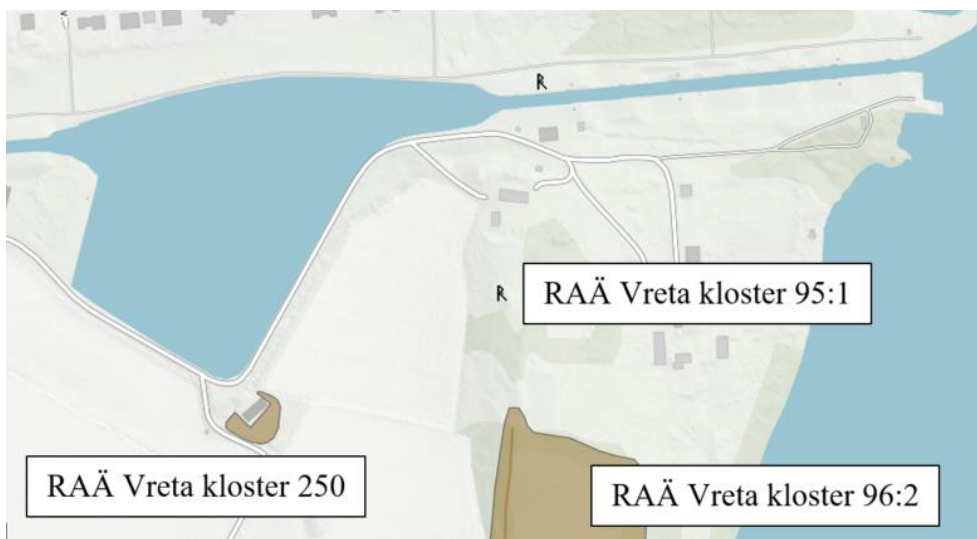 R
R
RAÄ Vreta kloster 95:1
RAÄ Vreta kloster 250
RAÄ Vreta kloster 96:2